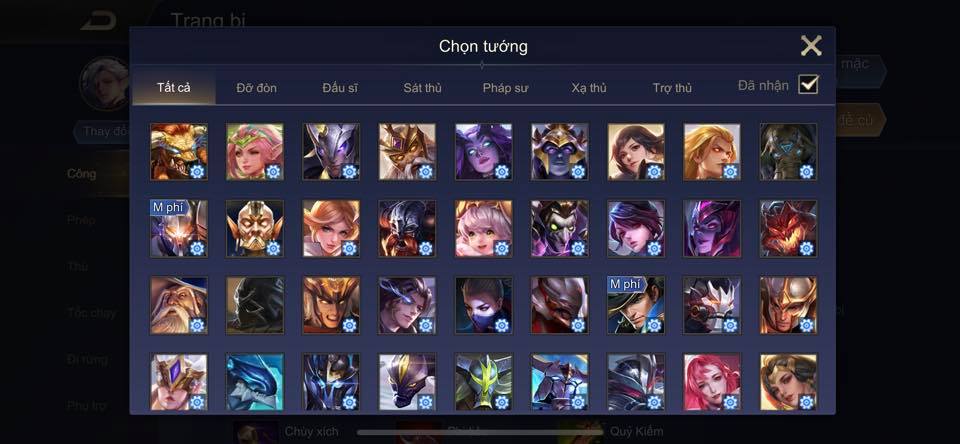 Trang bị
Chọn tướng
mặc
Tất cả
Đỡ đòn
Đấu sĩ
Sát thủ
Pháp sư
Xạ thủ
Trợ thủ
Đã nhận
Thay đổi
đề cử
Công
M phí
Phép
Thủ
M phí
Tốc chạy
Đi rừng
Phụ trợ
Chùy xích
Quỷ Kiếm